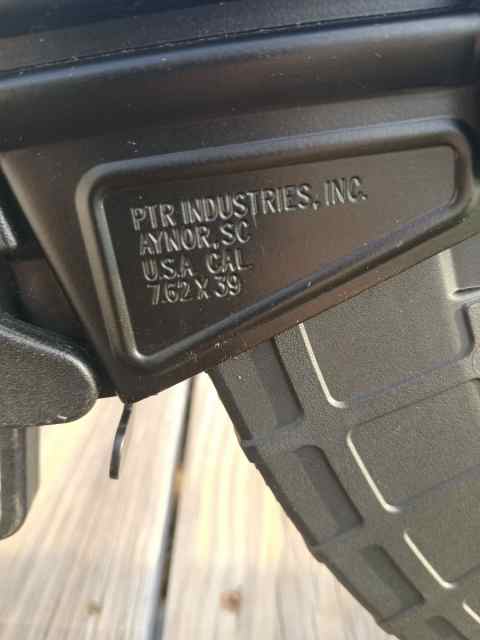 PTR INDUSTRIES, INC.
AYNOR, SC
U.S.A. CAL.
7.62 X 39